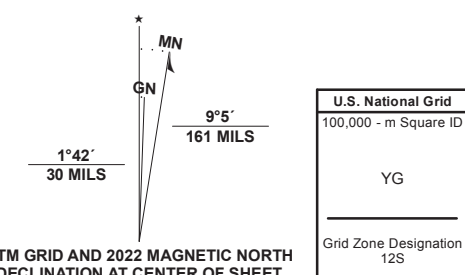 ★
MN
GN
9°5´
161 MILS
1°42´
30 MILS
TM GRID AND 2022 MAGNETIC NORTH
DECLINATION AT CENTER OF SHEET
U.S. National Grid
100,000 - m Square ID
YG
Grid Zone Designation
12S